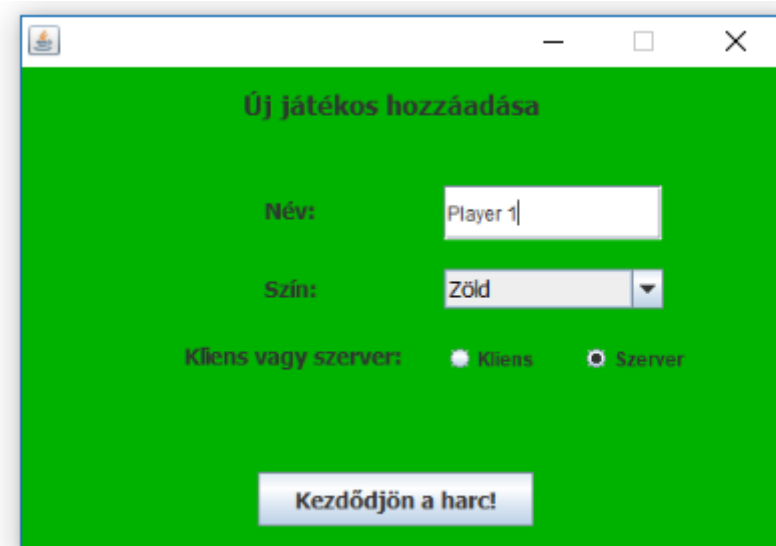 Új játékos hozzáadása
Név: Player 1
Szín: Zöld
Kliens vagy szerver: Kliens Szerver
Kezdődjön a harc!